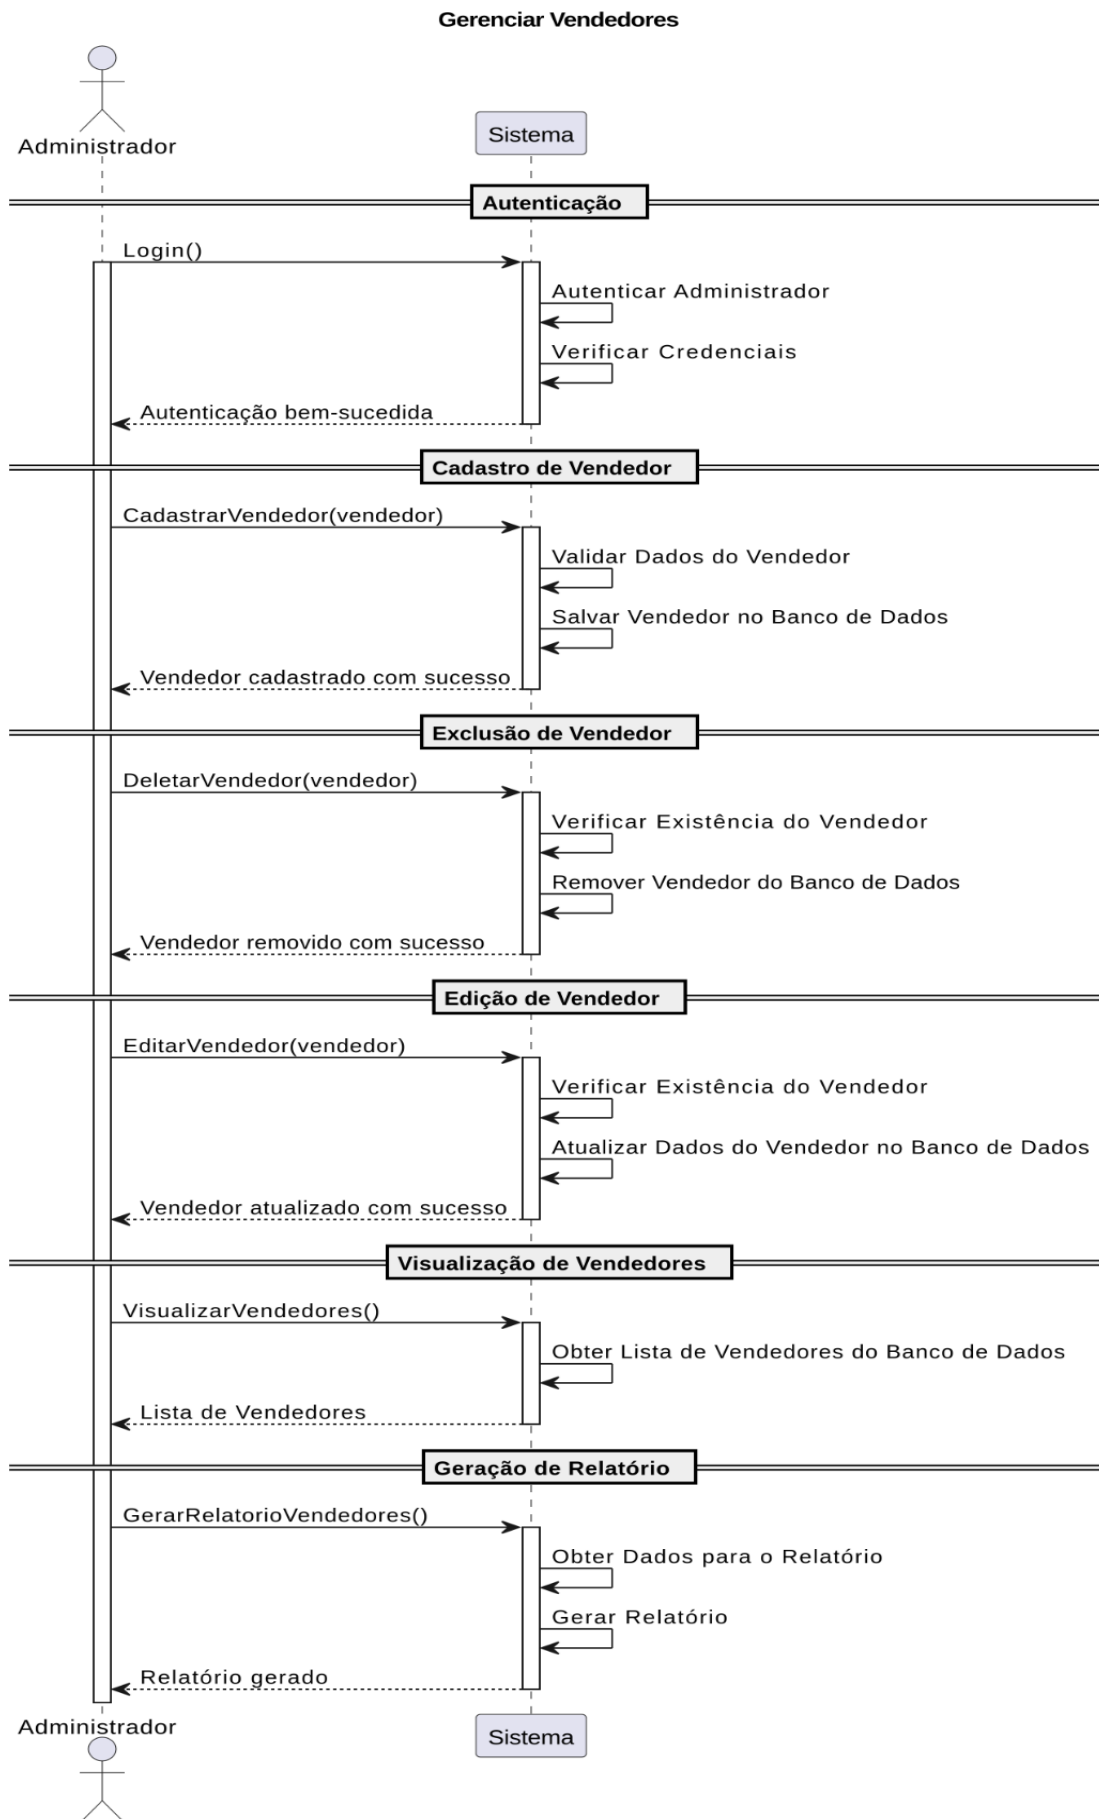 Gerenciar Vendedores
Administrador
Sistema
Autenticação
Login()
Autenticar Administrador
Verificar Credenciais
Autenticação bem-sucedida
Cadastro de Vendedor
CadastrarVendedor(vendedor)
Validar Dados do Vendedor
Salvar Vendedor no Banco de Dados
Vendedor cadastrado com sucesso
Exclusão de Vendedor
DeletarVendedor(vendedor)
Verificar Existência do Vendedor
Remover Vendedor do Banco de Dados
Vendedor removido com sucesso
Edição de Vendedor
EditarVendedor(vendedor)
Verificar Existência do Vendedor
Atualizar Dados do Vendedor no Banco de Dados
Vendedor atualizado com sucesso
Visualização de Vendedores
VisualizarVendedores()
Obter Lista de Vendedores do Banco de Dados
Lista de Vendedores
Geração de Relatório
GerarRelatorioVendedores()
Obter Dados para o Relatório
Gerar Relatório
Relatório gerado
Administrador
Sistema